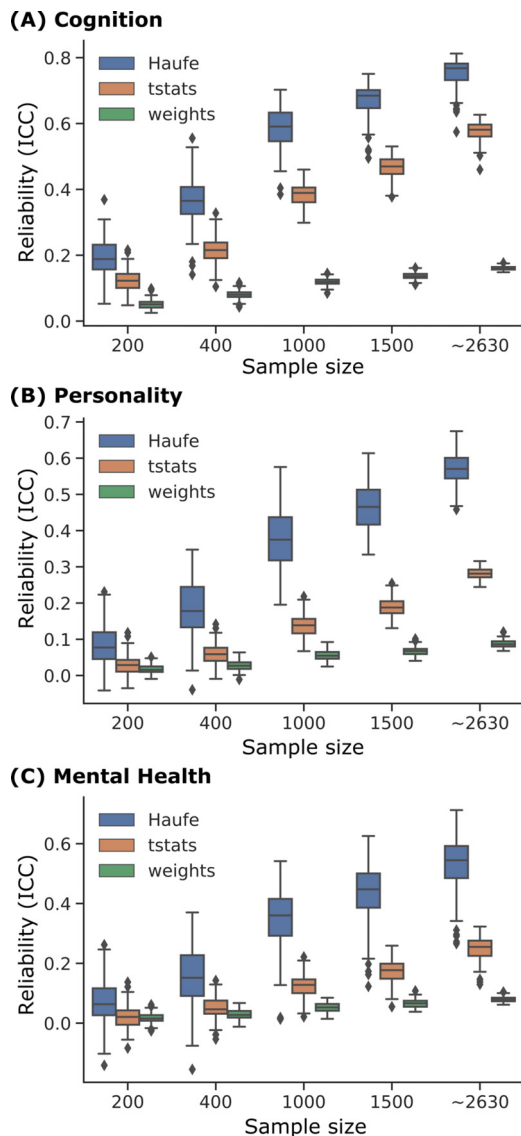 (A) Cognition
Reliability (ICC)
0.8
0.6
0.4
0.2
0.0
Haufe
tstats
weights
200 400 1000 1500 ~2630
Sample size
(B) Personality
Reliability (ICC)
0.7
0.6
0.5
0.4
0.3
0.2
0.1
0.0
Haufe
tstats
weights
200 400 1000 1500 ~2630
Sample size
(C) Mental Health
Reliability (ICC)
0.6
0.4
0.2
0.0
Haufe
tstats
weights
200 400 1000 1500 ~2630
Sample size